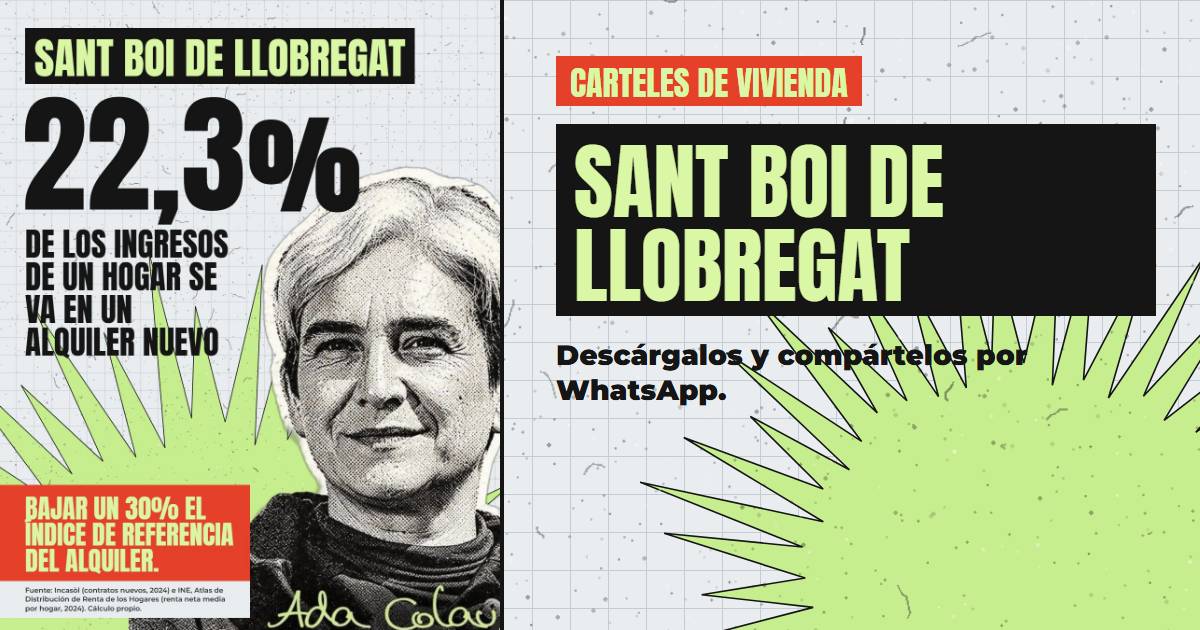 SANT BOI DE LLOBREGAT
22,3%
DE LOS INGRESOS
DE UN HOGAR SE
VA EN UN
ALQUILER NUEVO
BAJAR UN 30% EL
ÍNDICE DE REFERENCIA
DEL ALQUILER.
Fuente: Incasòl (contratos nuevos, 2024) e INE, Atlas de
Distribución de Renta de los Hogares (renta neta media
por hogar, 2024). Cálculo propio.
Ada Colau
CARTELES DE VIVIENDA
SANT BOI DE
LLOBREGAT
Descárgalos y compártelos por
WhatsApp.